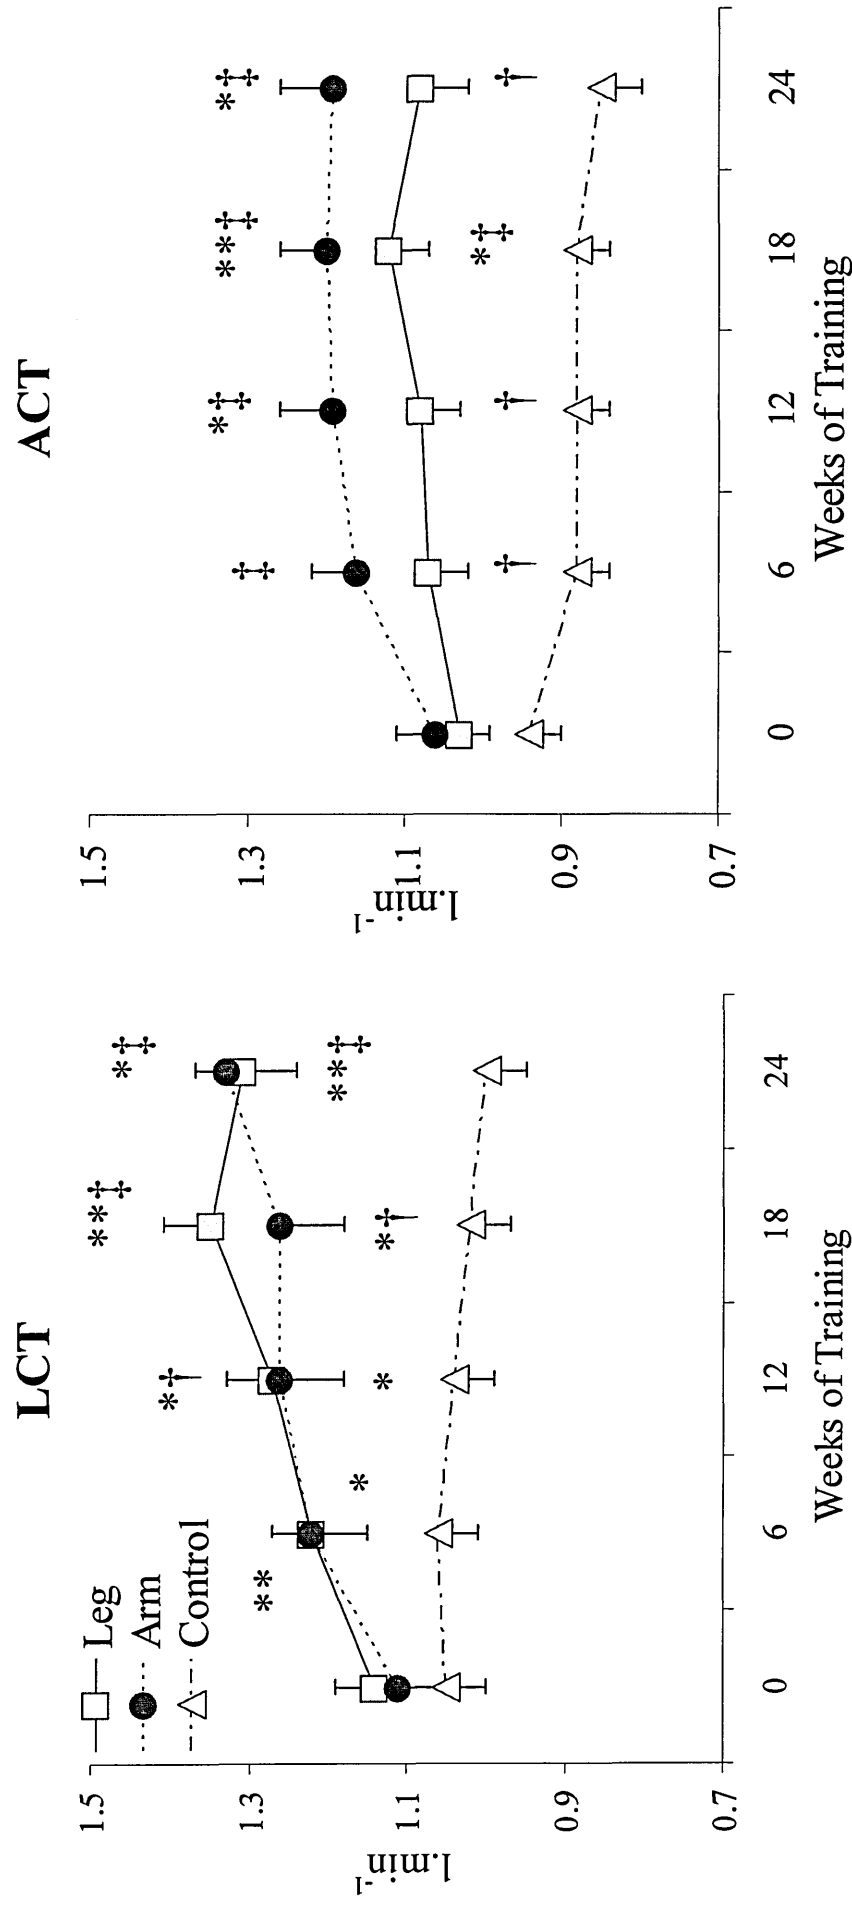 LCT
Leg
Arm
Control
1.5
1.3
1.1
0.9
0.7
l.min-1
** * *† * **‡ *† *‡ **‡
0 6 12 18 24
Weeks of Training
ACT
1.5
1.3
1.1
0.9
0.7
l.min-1
‡ † *‡ † **‡ *‡ *‡ †
0 6 12 18 24
Weeks of Training